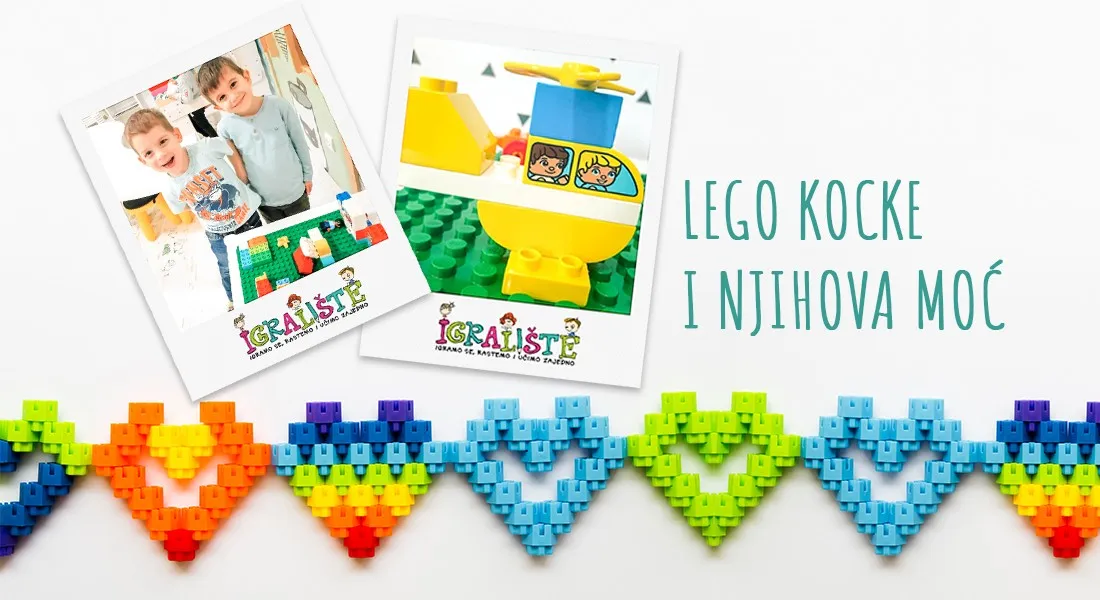 IGRALIŠTE
IGRAMO SE, RASTEMO I UČIMO ZAJEDNO
IGRALIŠTE
IGRAMO SE, RASTEMO I UČIMO ZAJEDNO
LEGO KOCKE
I NJIHOVA MOĆ